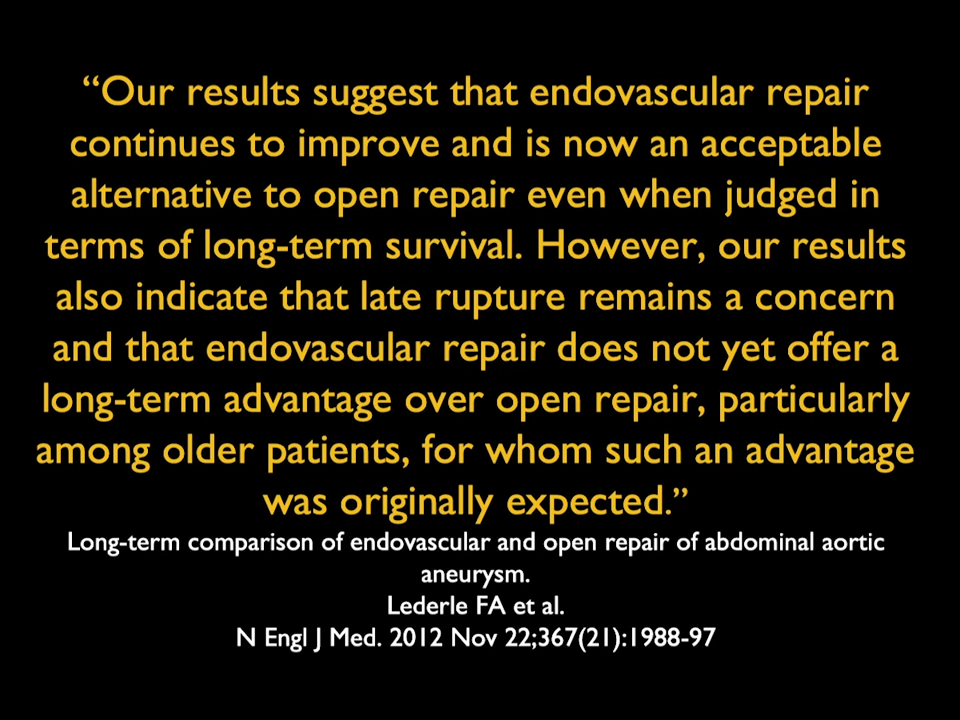 “Our results suggest that endovascular repair
continues to improve and is now an acceptable
alternative to open repair even when judged in
terms of long-term survival. However, our results
also indicate that late rupture remains a concern
and that endovascular repair does not yet offer a
long-term advantage over open repair, particularly
among older patients, for whom such an advantage
was originally expected.”
Long-term comparison of endovascular and open repair of abdominal aortic
aneurysm.
Lederle FA et al.
N Engl J Med. 2012 Nov 22;367(21):1988-97